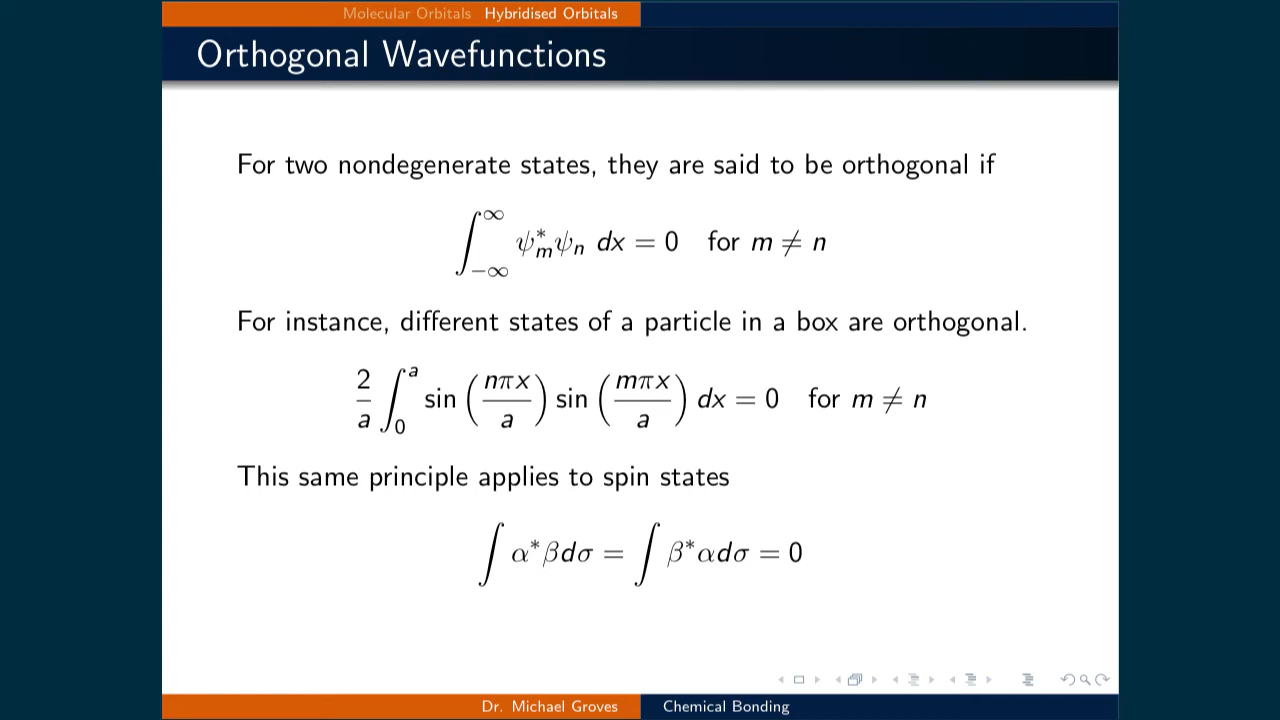 Molecular Orbitals Hybridised Orbitals
Orthogonal Wavefunctions
For two nondegenerate states, they are said to be orthogonal if
∫_{−∞}^{∞} ψ*_m ψ_n dx = 0 for m ≠ n
For instance, different states of a particle in a box are orthogonal.
2/a ∫_0^a sin (nπx/a) sin (mπx/a) dx = 0 for m ≠ n
This same principle applies to spin states
∫ α*βdσ = ∫ β*αdσ = 0
Dr. Michael Groves Chemical Bonding